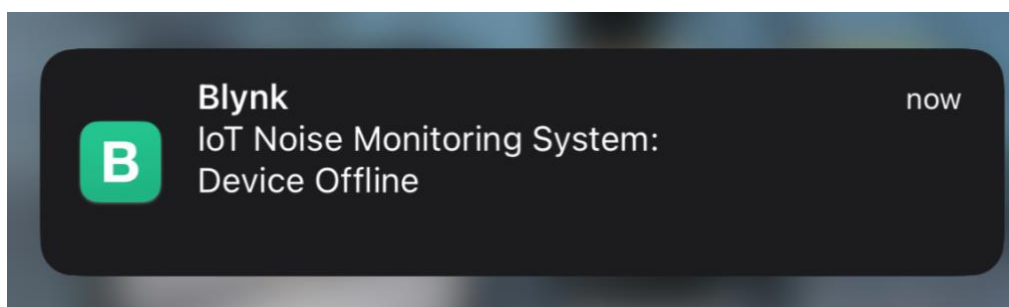 Blynk
now
IoT Noise Monitoring System:
Device Offline
B